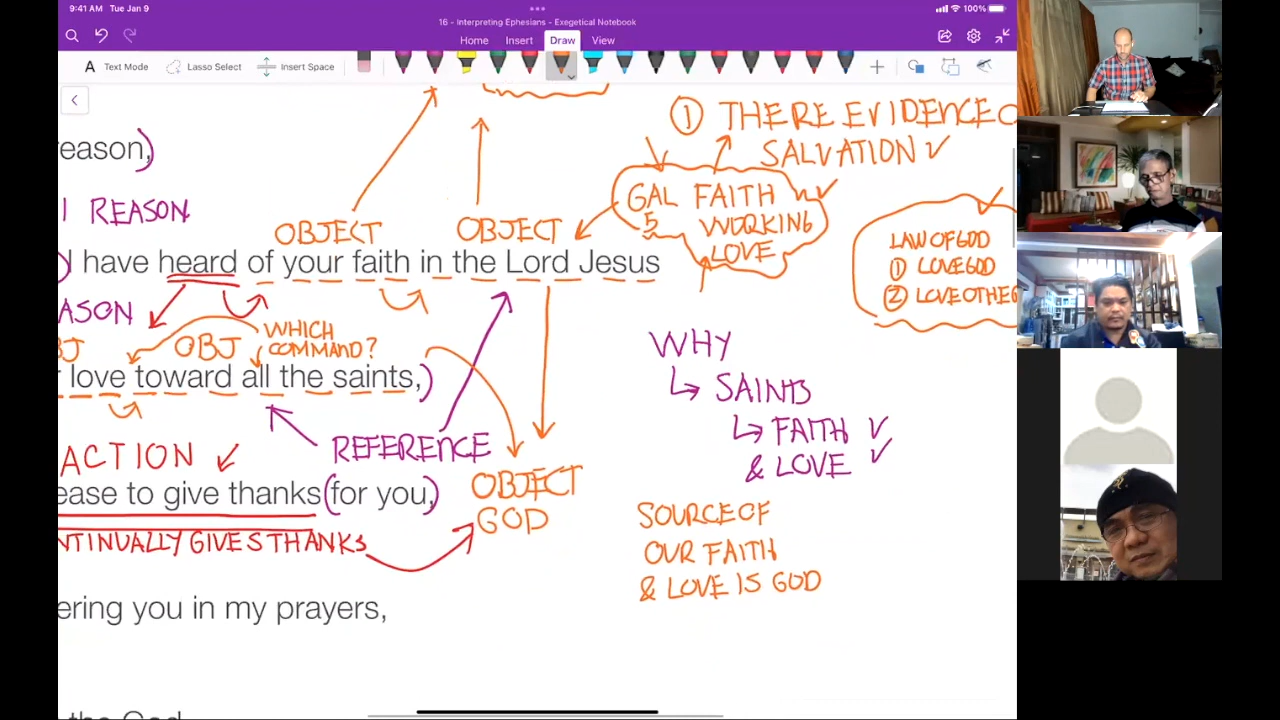 9:41 AM Tue Jan 9
100%
16 - Interpreting Ephesians - Exegetical Notebook
Home Insert Draw View
A Text Mode Lasso Select Insert Space
① THERE EVIDENCE O
SALVATION ✓
eason,)
I REASON
GAL FAITH
5 WORKING
LOVE
OBJECT OBJECT
LAW OF GOD
① LOVE GOD
② LOVE OTHE
) I have heard of your faith in the Lord Jesus
EASON
WHICH
COMMAND?
BJ OBJ
WHY
↳ SAINTS
↳ FAITH ✓
& LOVE ✓
r love toward all the saints,)
REFERENCE
ACTION
ease to give thanks (for you,)
OBJECT
GOD
NTINUALLY GIVES THANKS
SOURCE OF
OUR FAITH
& LOVE IS GOD
ering you in my prayers,
the God